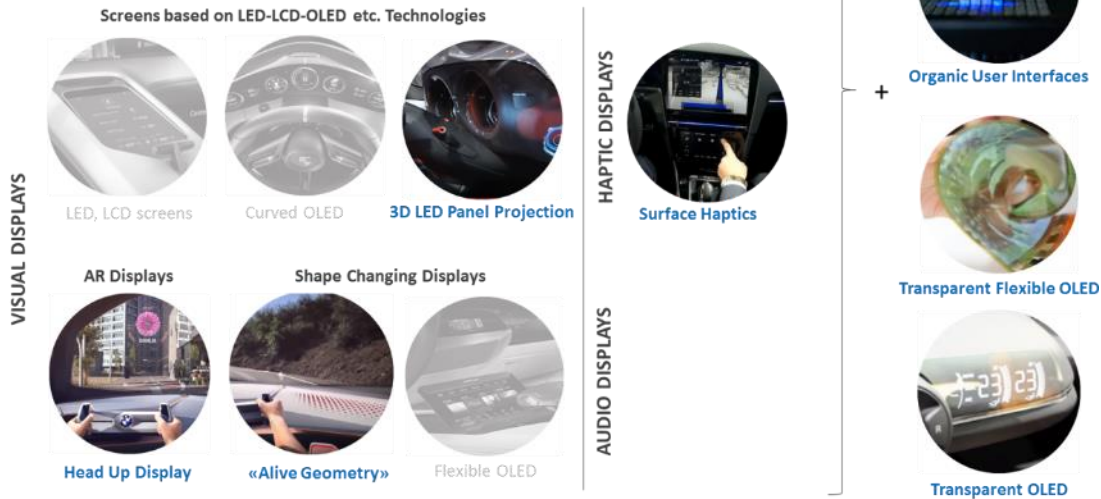 Screens based on LED-LCD-OLED etc. Technologies
VISUAL DISPLAYS
LED, LCD screens
Curved OLED
3D LED Panel Projection
AR Displays
Shape Changing Displays
Head Up Display
«Alive Geometry»
Flexible OLED
HAPTIC DISPLAYS
Surface Haptics
AUDIO DISPLAYS
+
Organic User Interfaces
Transparent Flexible OLED
23 23
Transparent OLED